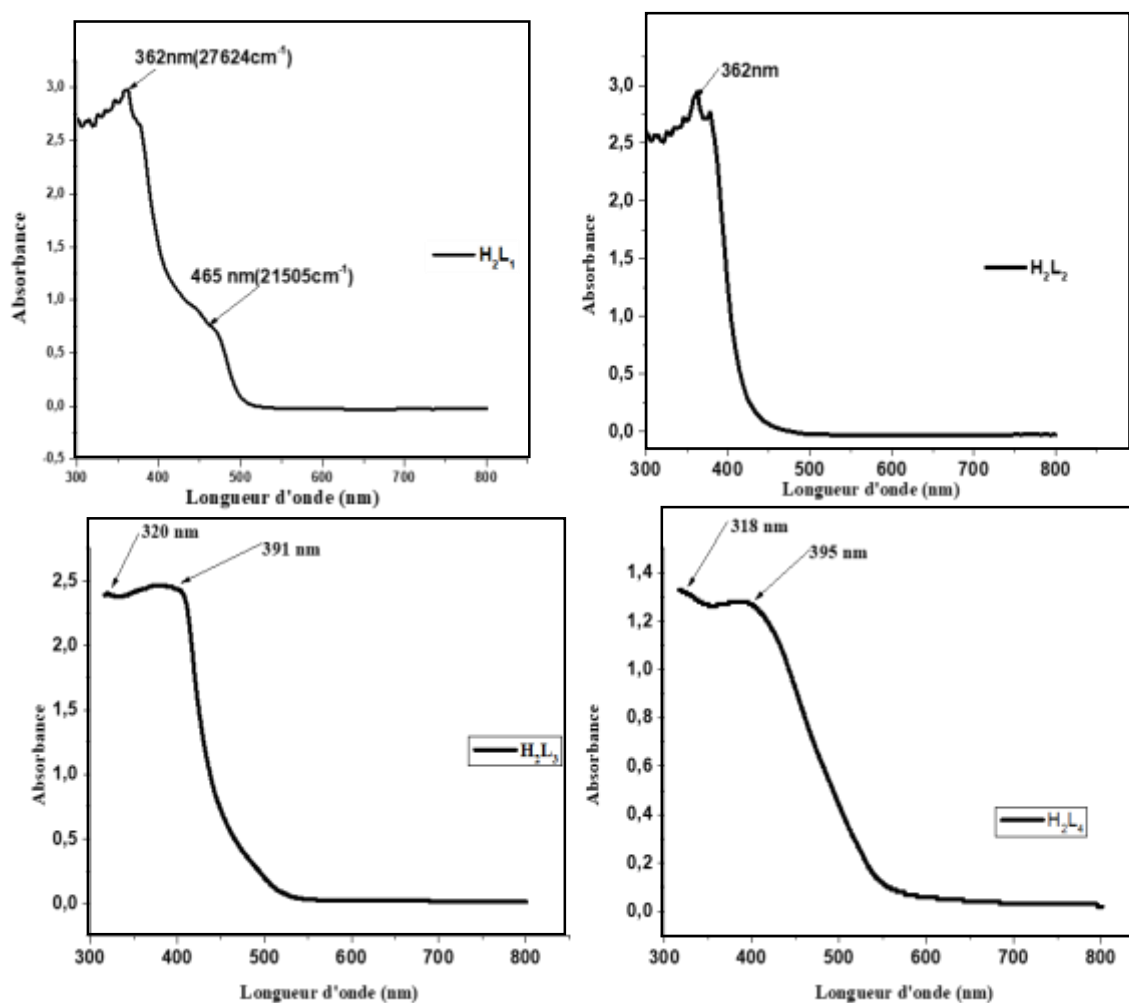 362nm(27624cm⁻¹)
3,0
2,5
2,0
1,5
1,0
0,5
0,0
-0,5
Absorbance
465 nm(21505cm⁻¹)
H₂L₁
300 400 500 600 700 800
Longueur d'onde (nm)
362nm
3,0
2,5
2,0
1,5
1,0
0,5
0,0
Absorbance
H₂L₂
300 400 500 600 700 800
Longueur d'onde (nm)
320 nm
391 nm
2,5
2,0
1,5
1,0
0,5
0,0
Absorbance
H₂L₃
300 400 500 600 700 800
Longueur d'onde (nm)
318 nm
395 nm
1,4
1,2
1,0
0,8
0,6
0,4
0,2
0,0
Absorbance
H₂L₄
300 400 500 600 700 800
Longueur d'onde (nm)